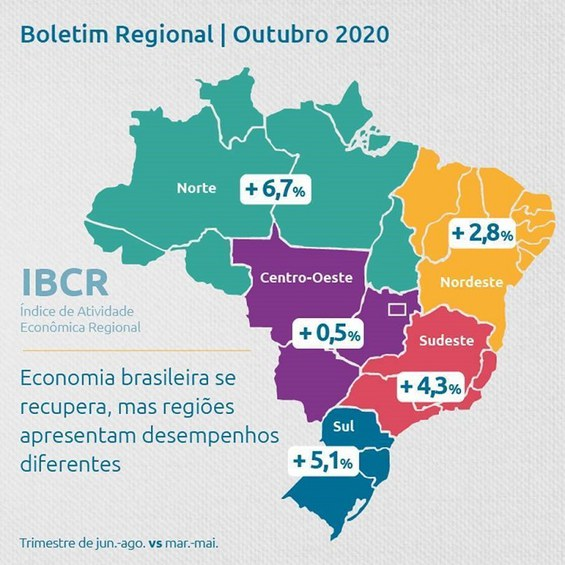 Boletim Regional | Outubro 2020
Norte
+ 6,7%
+ 2,8%
Nordeste
Centro-Oeste
+ 0,5%
Sudeste
+ 4,3%
Sul
+ 5,1%
IBCR
Índice de Atividade
Econômica Regional
Economia brasileira se
recupera, mas regiões
apresentam desempenhos
diferentes
Trimestre de jun.-ago. vs mar.-mai.